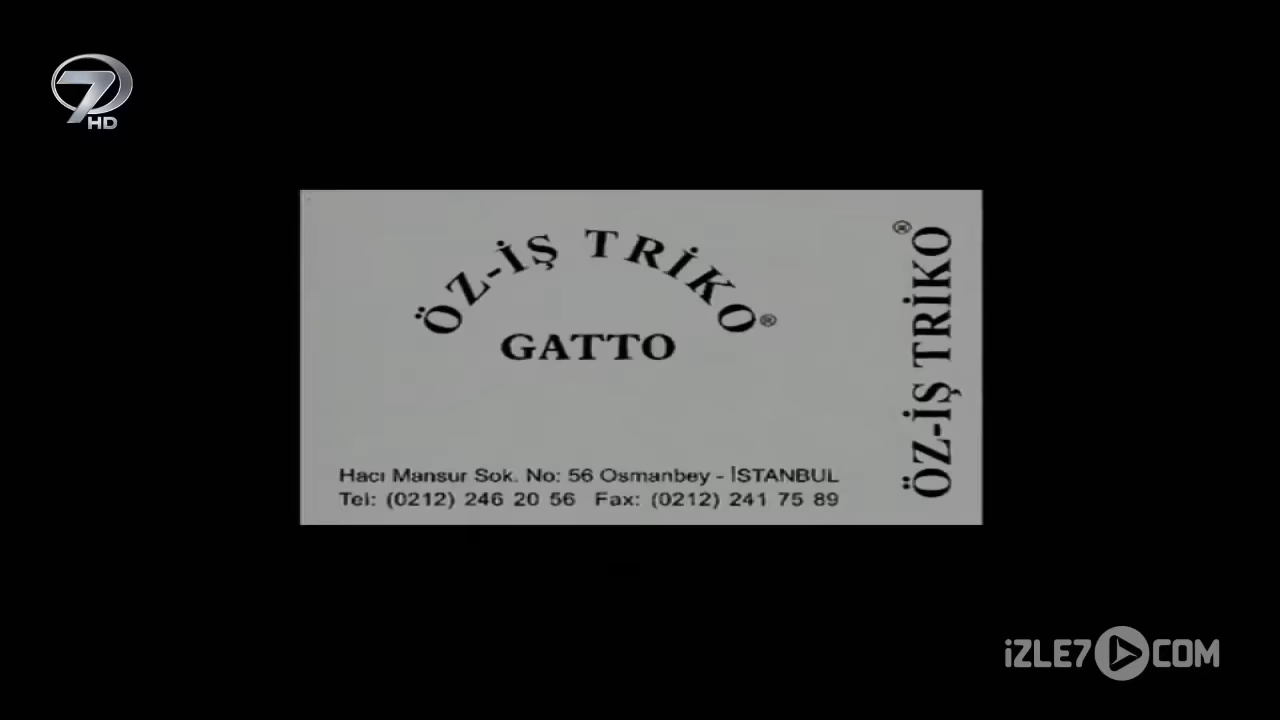 7
HD
ÖZ-İŞ TRİKO®
GATTO
Hacı Mansur Sok. No: 56 Osmanbey - İSTANBUL
Tel: (0212) 246 20 56 Fax: (0212) 241 75 89
ÖZ-İŞ TRİKO®
iZLE7.COM